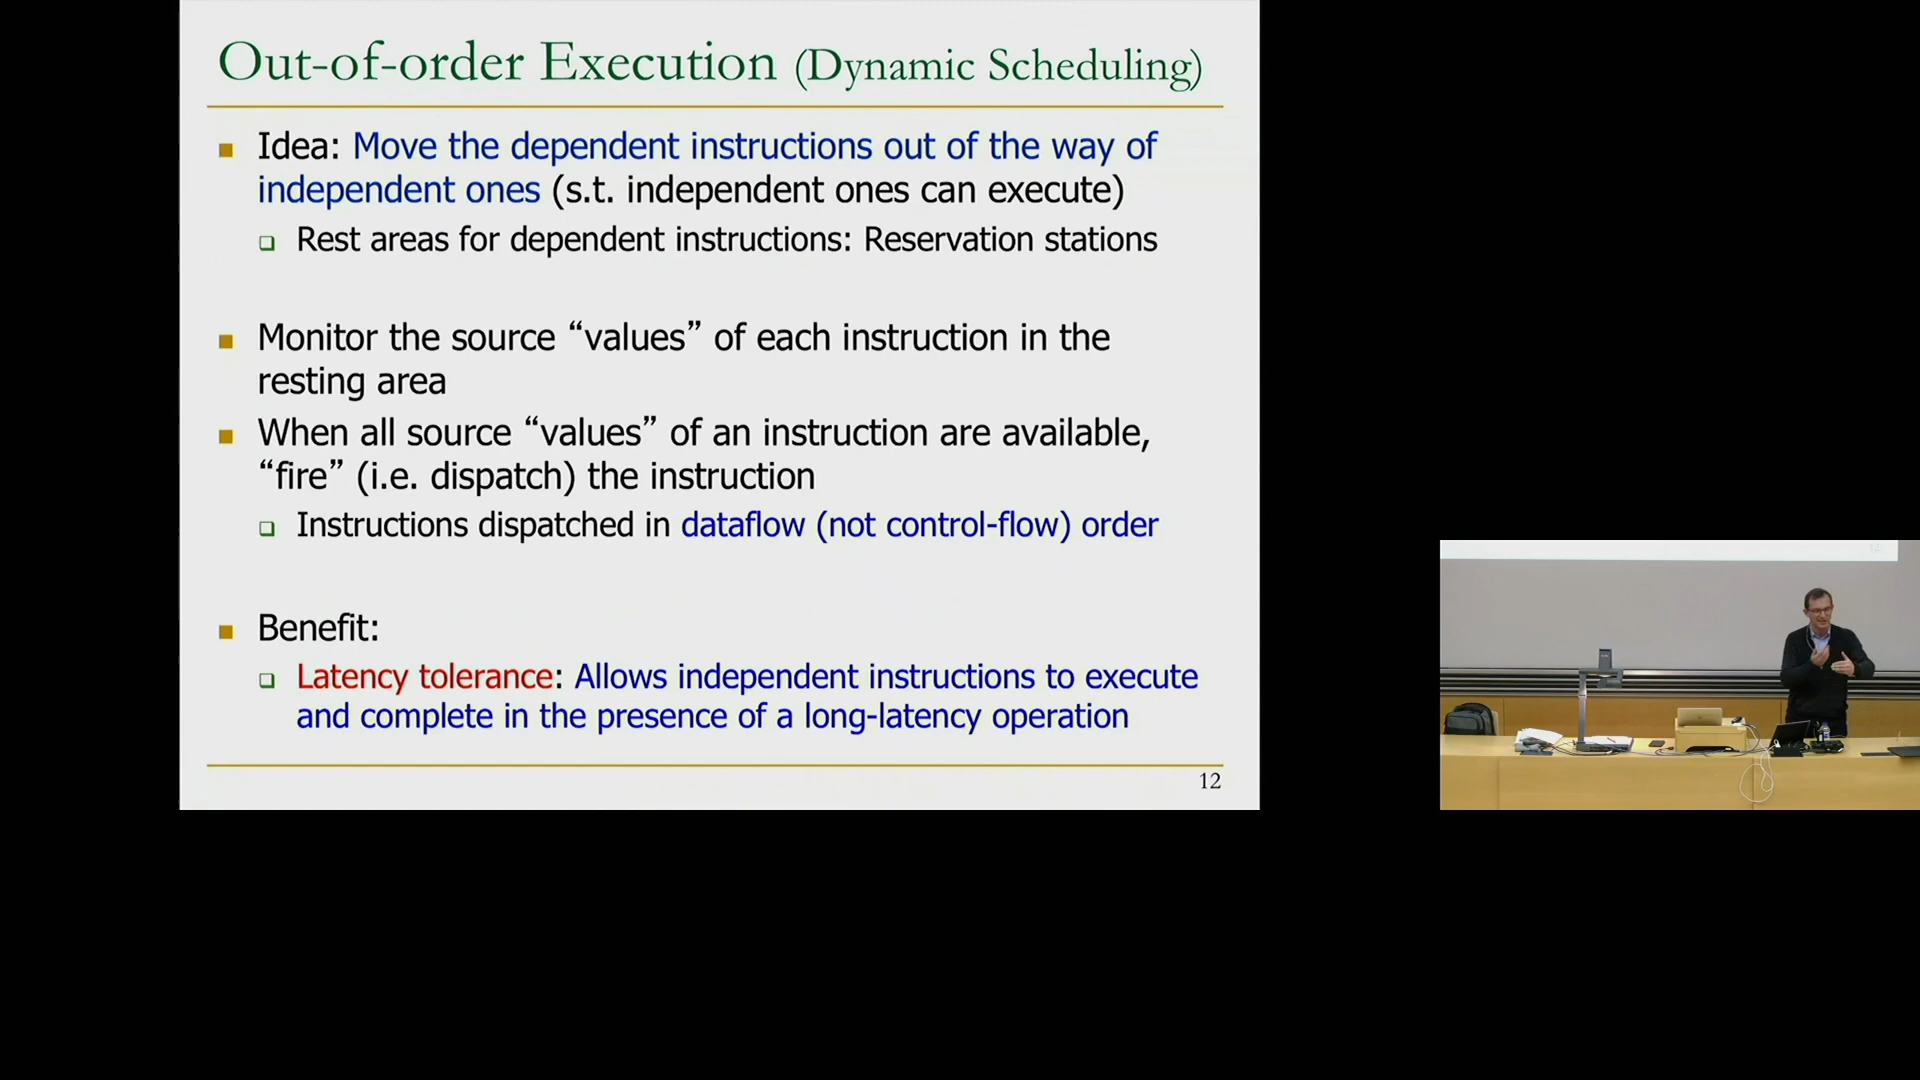 Out-of-order Execution (Dynamic Scheduling)
Idea: Move the dependent instructions out of the way of
independent ones (s.t. independent ones can execute)
Rest areas for dependent instructions: Reservation stations
Monitor the source “values” of each instruction in the
resting area
When all source “values” of an instruction are available,
“fire” (i.e. dispatch) the instruction
Instructions dispatched in dataflow (not control-flow) order
Benefit:
Latency tolerance: Allows independent instructions to execute
and complete in the presence of a long-latency operation
12